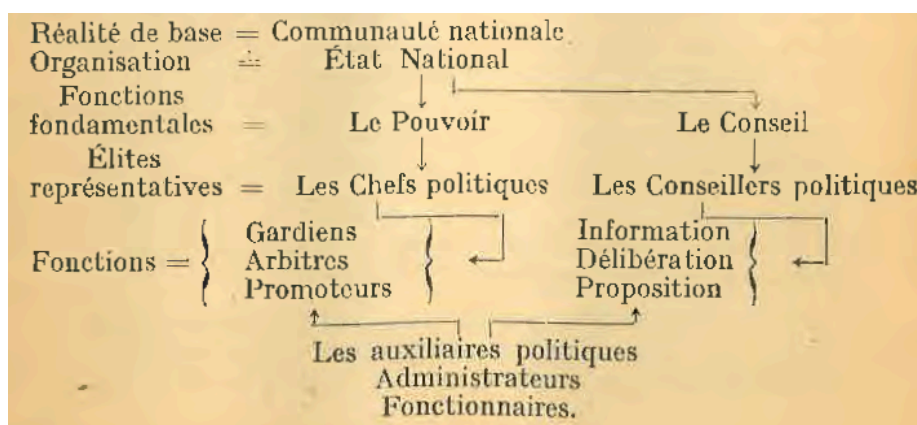 Réalité de base = Communauté nationale
Organisation = État National
Fonctions
fondamentales = Le Pouvoir Le Conseil
Élites
représentatives = Les Chefs politiques Les Conseillers politiques
Gardiens Information
Fonctions = Arbitres Délibération
Promoteurs Proposition
Les auxiliaires politiques
Administrateurs
Fonctionnaires.